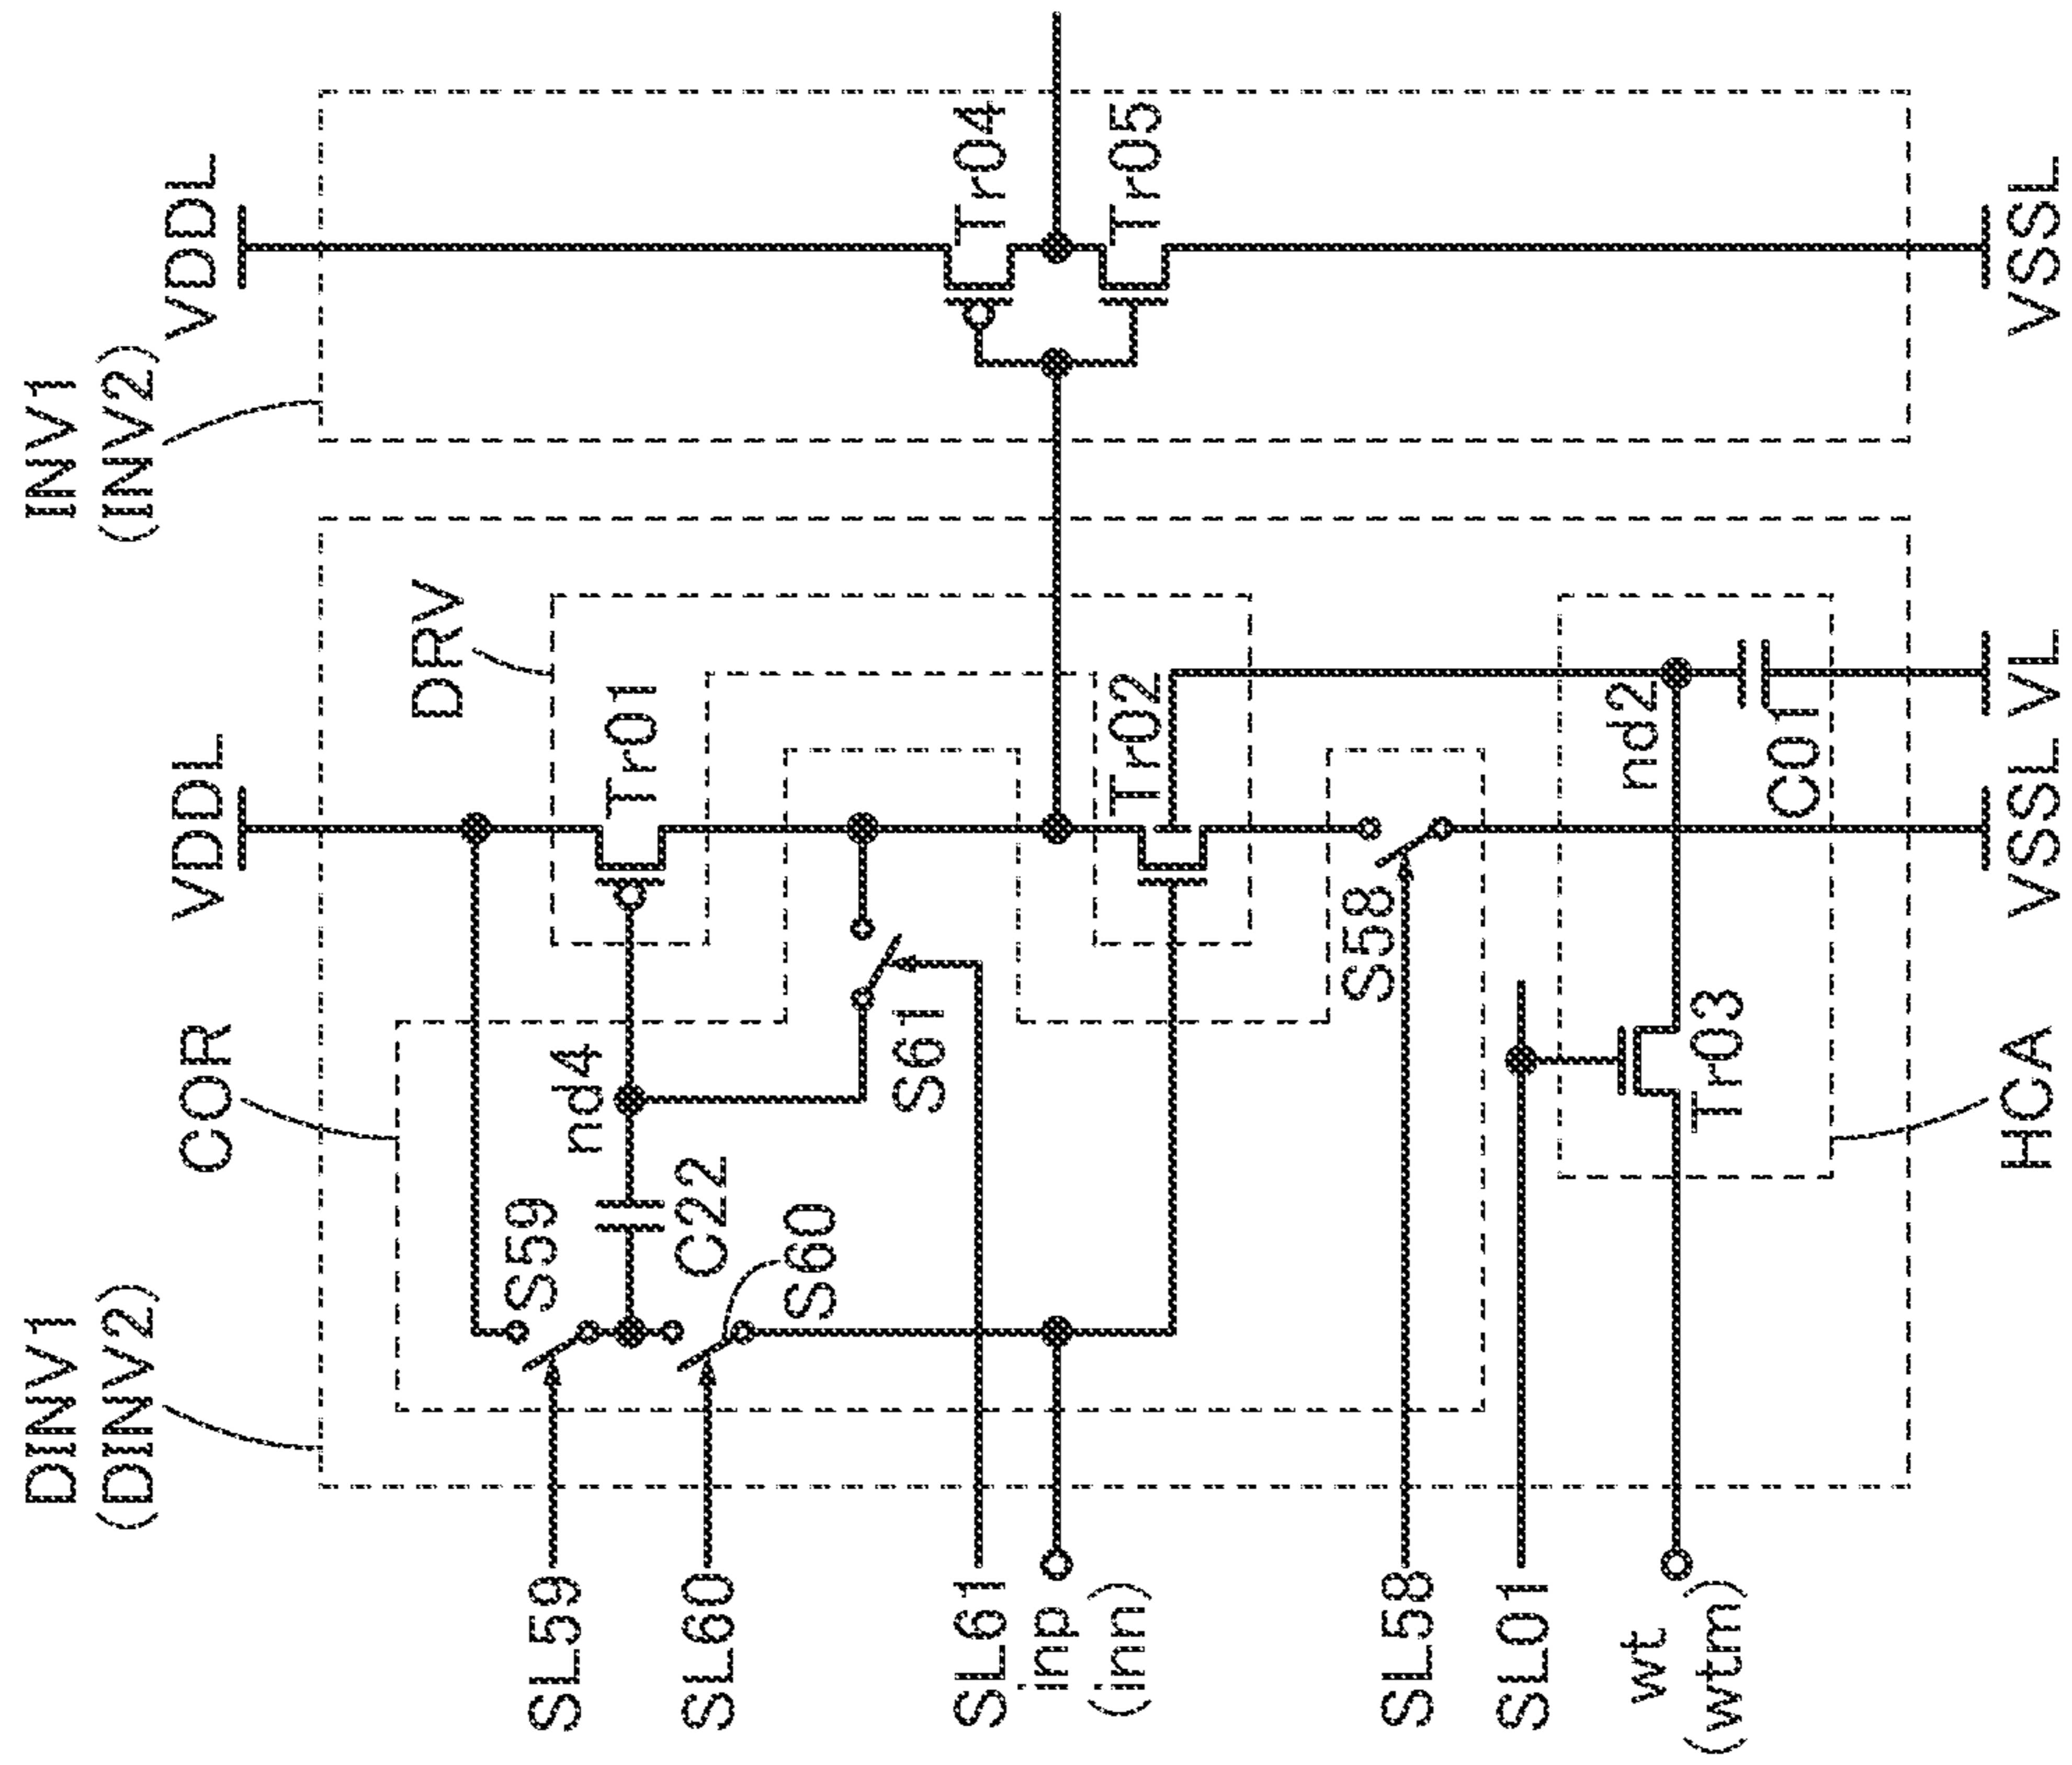 INV1
(INV2)
VDDL
Tr04
Tr05
VSSL
DRV
VDDL
Tr01
Tr02
nd2
C01
VL
VSSL
S58
COR
nd4
S61
Tr03
HCA
S59
C22
S60
DINV1
(DINV2)
SL59
SL60
SL61
inp
(inn)
SL58
SL01
wt
(wtm)